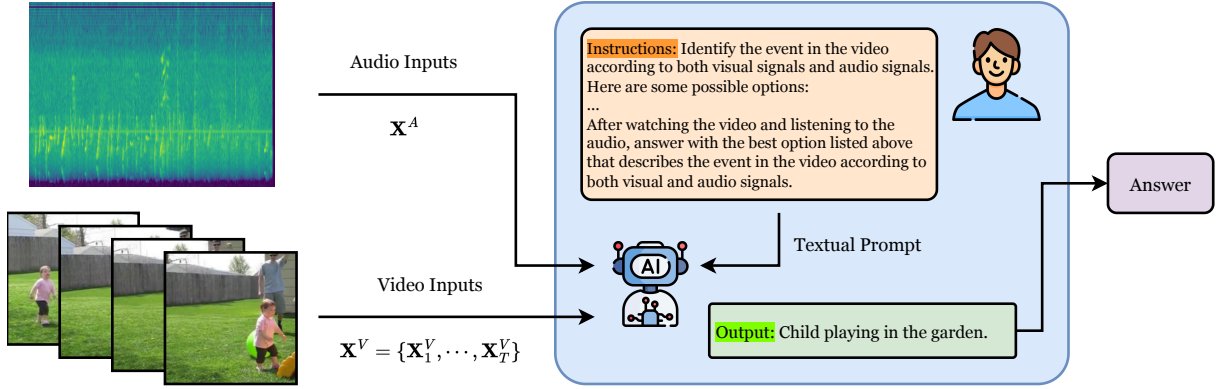 Audio Inputs
𝐗^A
Video Inputs
𝐗^V = {𝐗_1^V, ⋯, 𝐗_T^V}
Instructions: Identify the event in the video
according to both visual signals and audio signals.
Here are some possible options:
...
After watching the video and listening to the
audio, answer with the best option listed above
that describes the event in the video according to
both visual and audio signals.
Textual Prompt
AI
Output: Child playing in the garden.
Answer